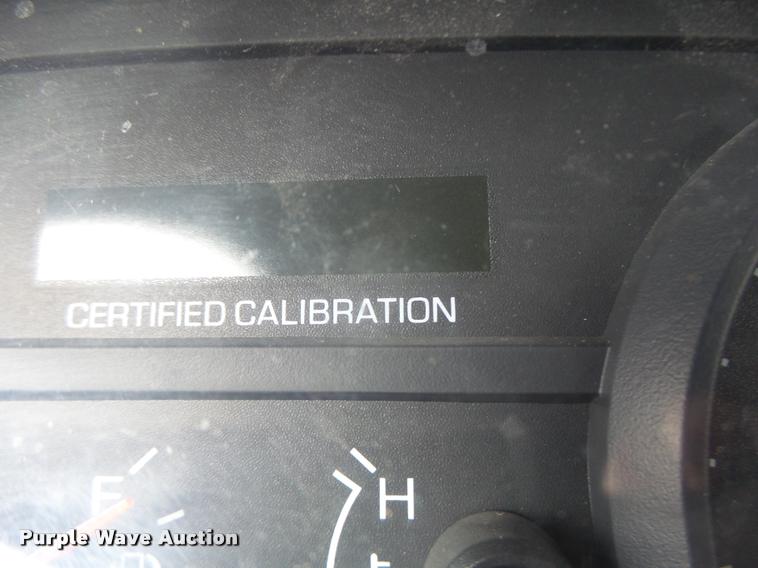 CERTIFIED CALIBRATION
F
H
Purple Wave Auction